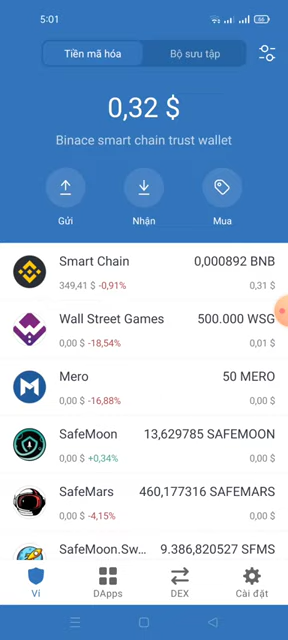 5:01
66
Tiền mã hóa
Bộ sưu tập
0,32 $
Binace smart chain trust wallet
Gửi
Nhận
Mua
Smart Chain 0,000892 BNB
349,41 $ -0,91% 0,31 $
Wall Street Games 500.000 WSG
0,00 $ -18,54% 0,01 $
Mero 50 MERO
0,00 $ -16,88% 0,00 $
SafeMoon 13,629785 SAFEMOON
0,00 $ +0,34% 0,00 $
SafeMars 460,177316 SAFEMARS
0,00 $ -4,15% 0,00 $
SafeMoon.Sw... 9.386,820527 SFMS
Ví
DApps
DEX
Cài đặt